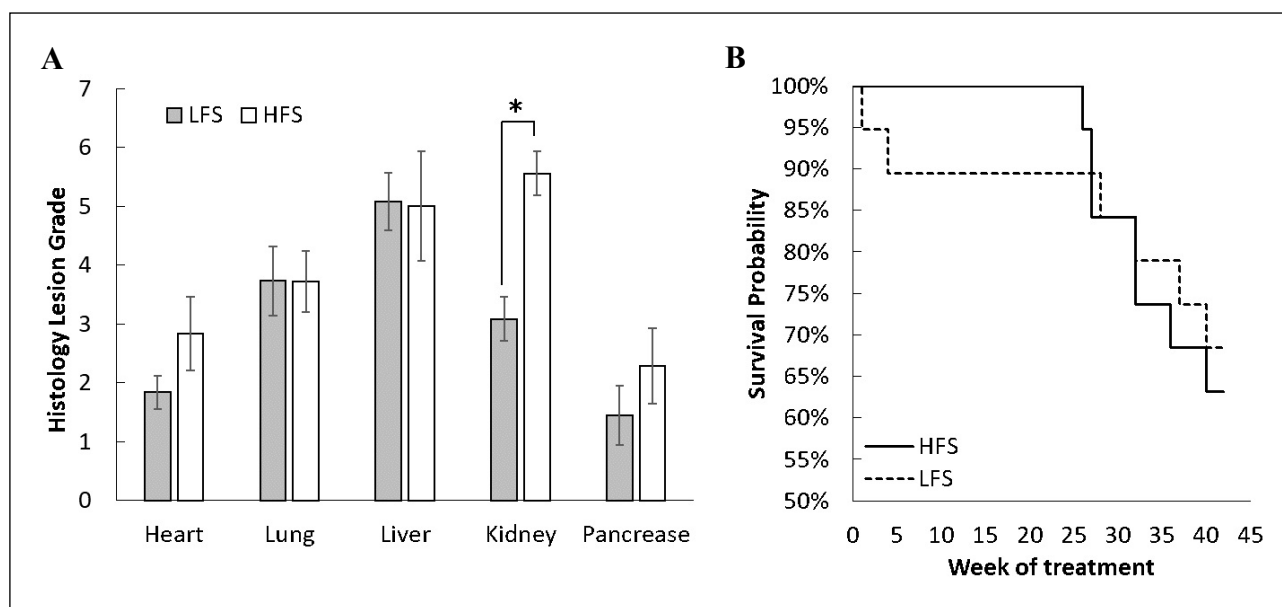 A
Histology Lesion Grade
7
6
5
4
3
2
1
0
LFS HFS
*
Heart Lung Liver Kidney Pancrease
B
Survival Probability
100%
95%
90%
85%
80%
75%
70%
65%
60%
55%
50%
HFS
LFS
0 5 10 15 20 25 30 35 40 45
Week of treatment